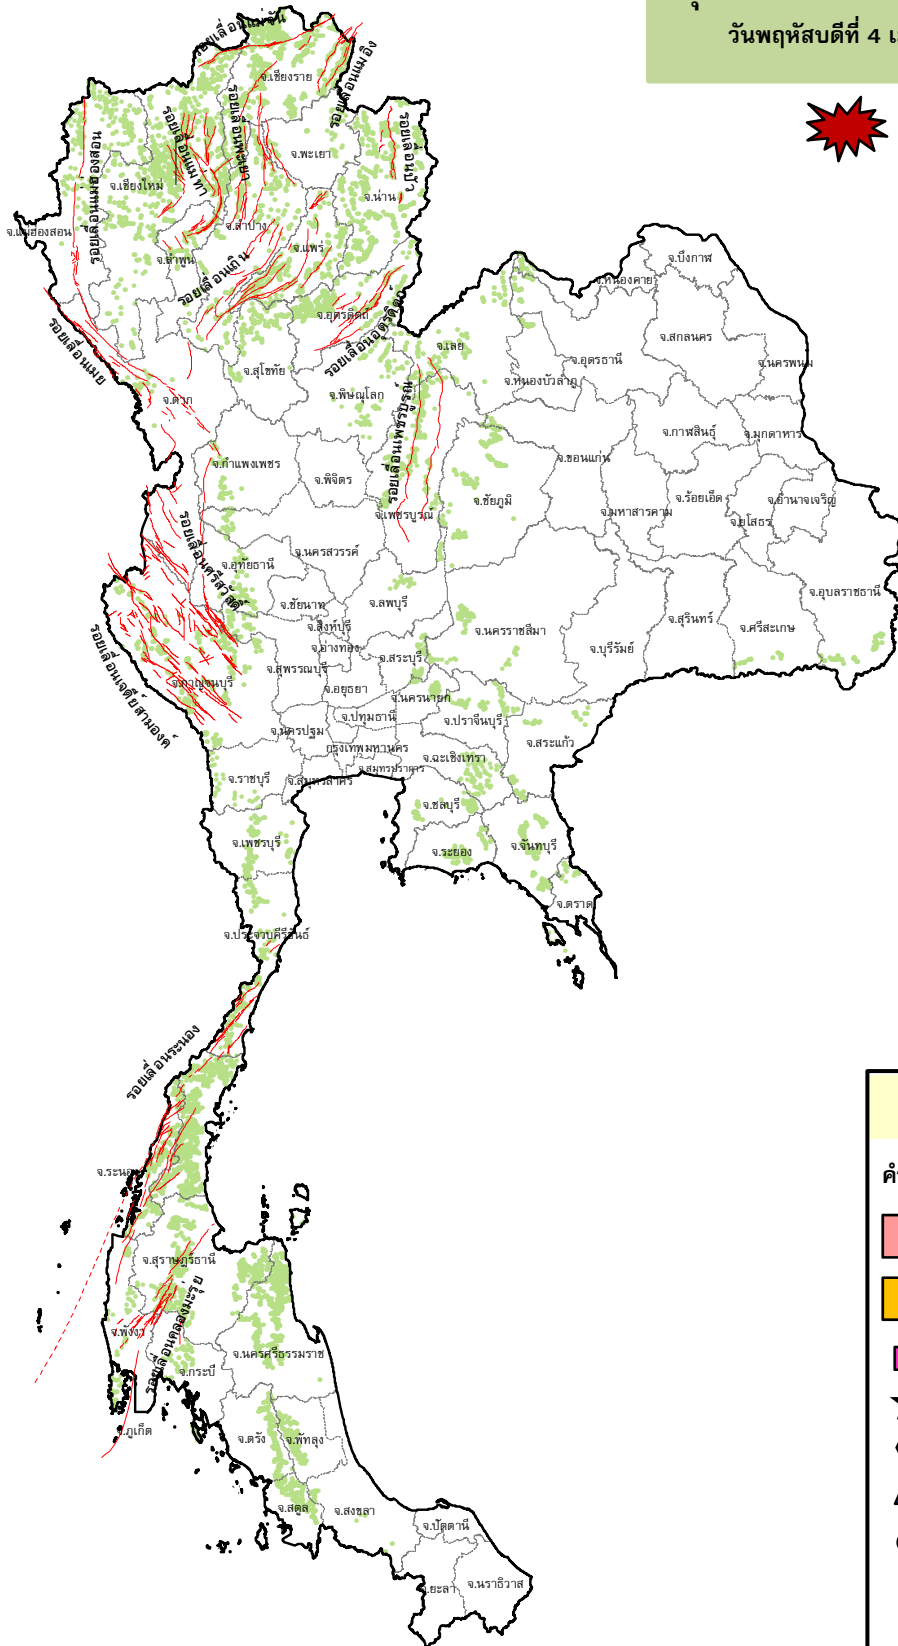 วันพฤหัสบดีที่ 4 เ
รอยเลื่อนแม่จัน
จ.เชียงราย
รอยเลื่อนแม่อิง
รอยเลื่อนแม่ฮ่องสอน
รอยเลื่อนแม่ทา
รอยเลื่อนพะเยา
รอยเลื่อนปัว
จ.พะเยา
จ.เชียงใหม่
จ.น่าน
จ.แม่ฮ่องสอน
จ.ลำปาง
จ.แพร่
จ.ลำพูน
รอยเลื่อนเถิน
จ.บึงกาฬ
จ.หนองคาย
รอยเลื่อนเมย
จ.อุตรดิตถ์
รอยเลื่อนอุตรดิตถ์
จ.เลย
จ.สกลนคร
จ.อุดรธานี
จ.นครพนม
จ.สุโขทัย
จ.หนองบัวลำภู
จ.ตาก
จ.พิษณุโลก
รอยเลื่อนเพชรบูรณ์
จ.กาฬสินธุ์
จ.มุกดาหาร
จ.กำแพงเพชร
จ.พิจิตร
จ.ขอนแก่น
จ.ชัยภูมิ
จ.ร้อยเอ็ด
จ.อำนาจเจริญ
จ.เพชรบูรณ์
จ.มหาสารคาม
จ.ยโสธร
รอยเลื่อนศรีสวัสดิ์
จ.นครสวรรค์
จ.อุทัยธานี
จ.อุบลราชธานี
จ.ชัยนาท
จ.ลพบุรี
จ.สิงห์บุรี
จ.นครราชสีมา
จ.สุรินทร์
จ.ศรีสะเกษ
จ.อ่างทอง
จ.บุรีรัมย์
จ.สระบุรี
จ.สุพรรณบุรี
รอยเลื่อนเจดีย์สามองค์
จ.กาญจนบุรี
จ.อยุธยา
จ.นครนายก
จ.ปทุมธานี
จ.ปราจีนบุรี
จ.นครปฐม
จ.สระแก้ว
กรุงเทพมหานคร
จ.ฉะเชิงเทรา
จ.สมุทรปราการ
จ.ราชบุรี
จ.สมุทรสาคร
จ.ชลบุรี
จ.เพชรบุรี
จ.ระยอง
จ.จันทบุรี
จ.ตราด
จ.ประจวบคีรีขันธ์
รอยเลื่อนระนอง
จ.ระนอง
จ.สุราษฎร์ธานี
รอยเลื่อนคลองมะรุ่ย
จ.พังงา
จ.นครศรีธรรมราช
จ.กระบี่
จ.ภูเก็ต
จ.ตรัง
จ.พัทลุง
จ.สตูล
จ.สงขลา
จ.ปัตตานี
จ.ยะลา
จ.นราธิวาส